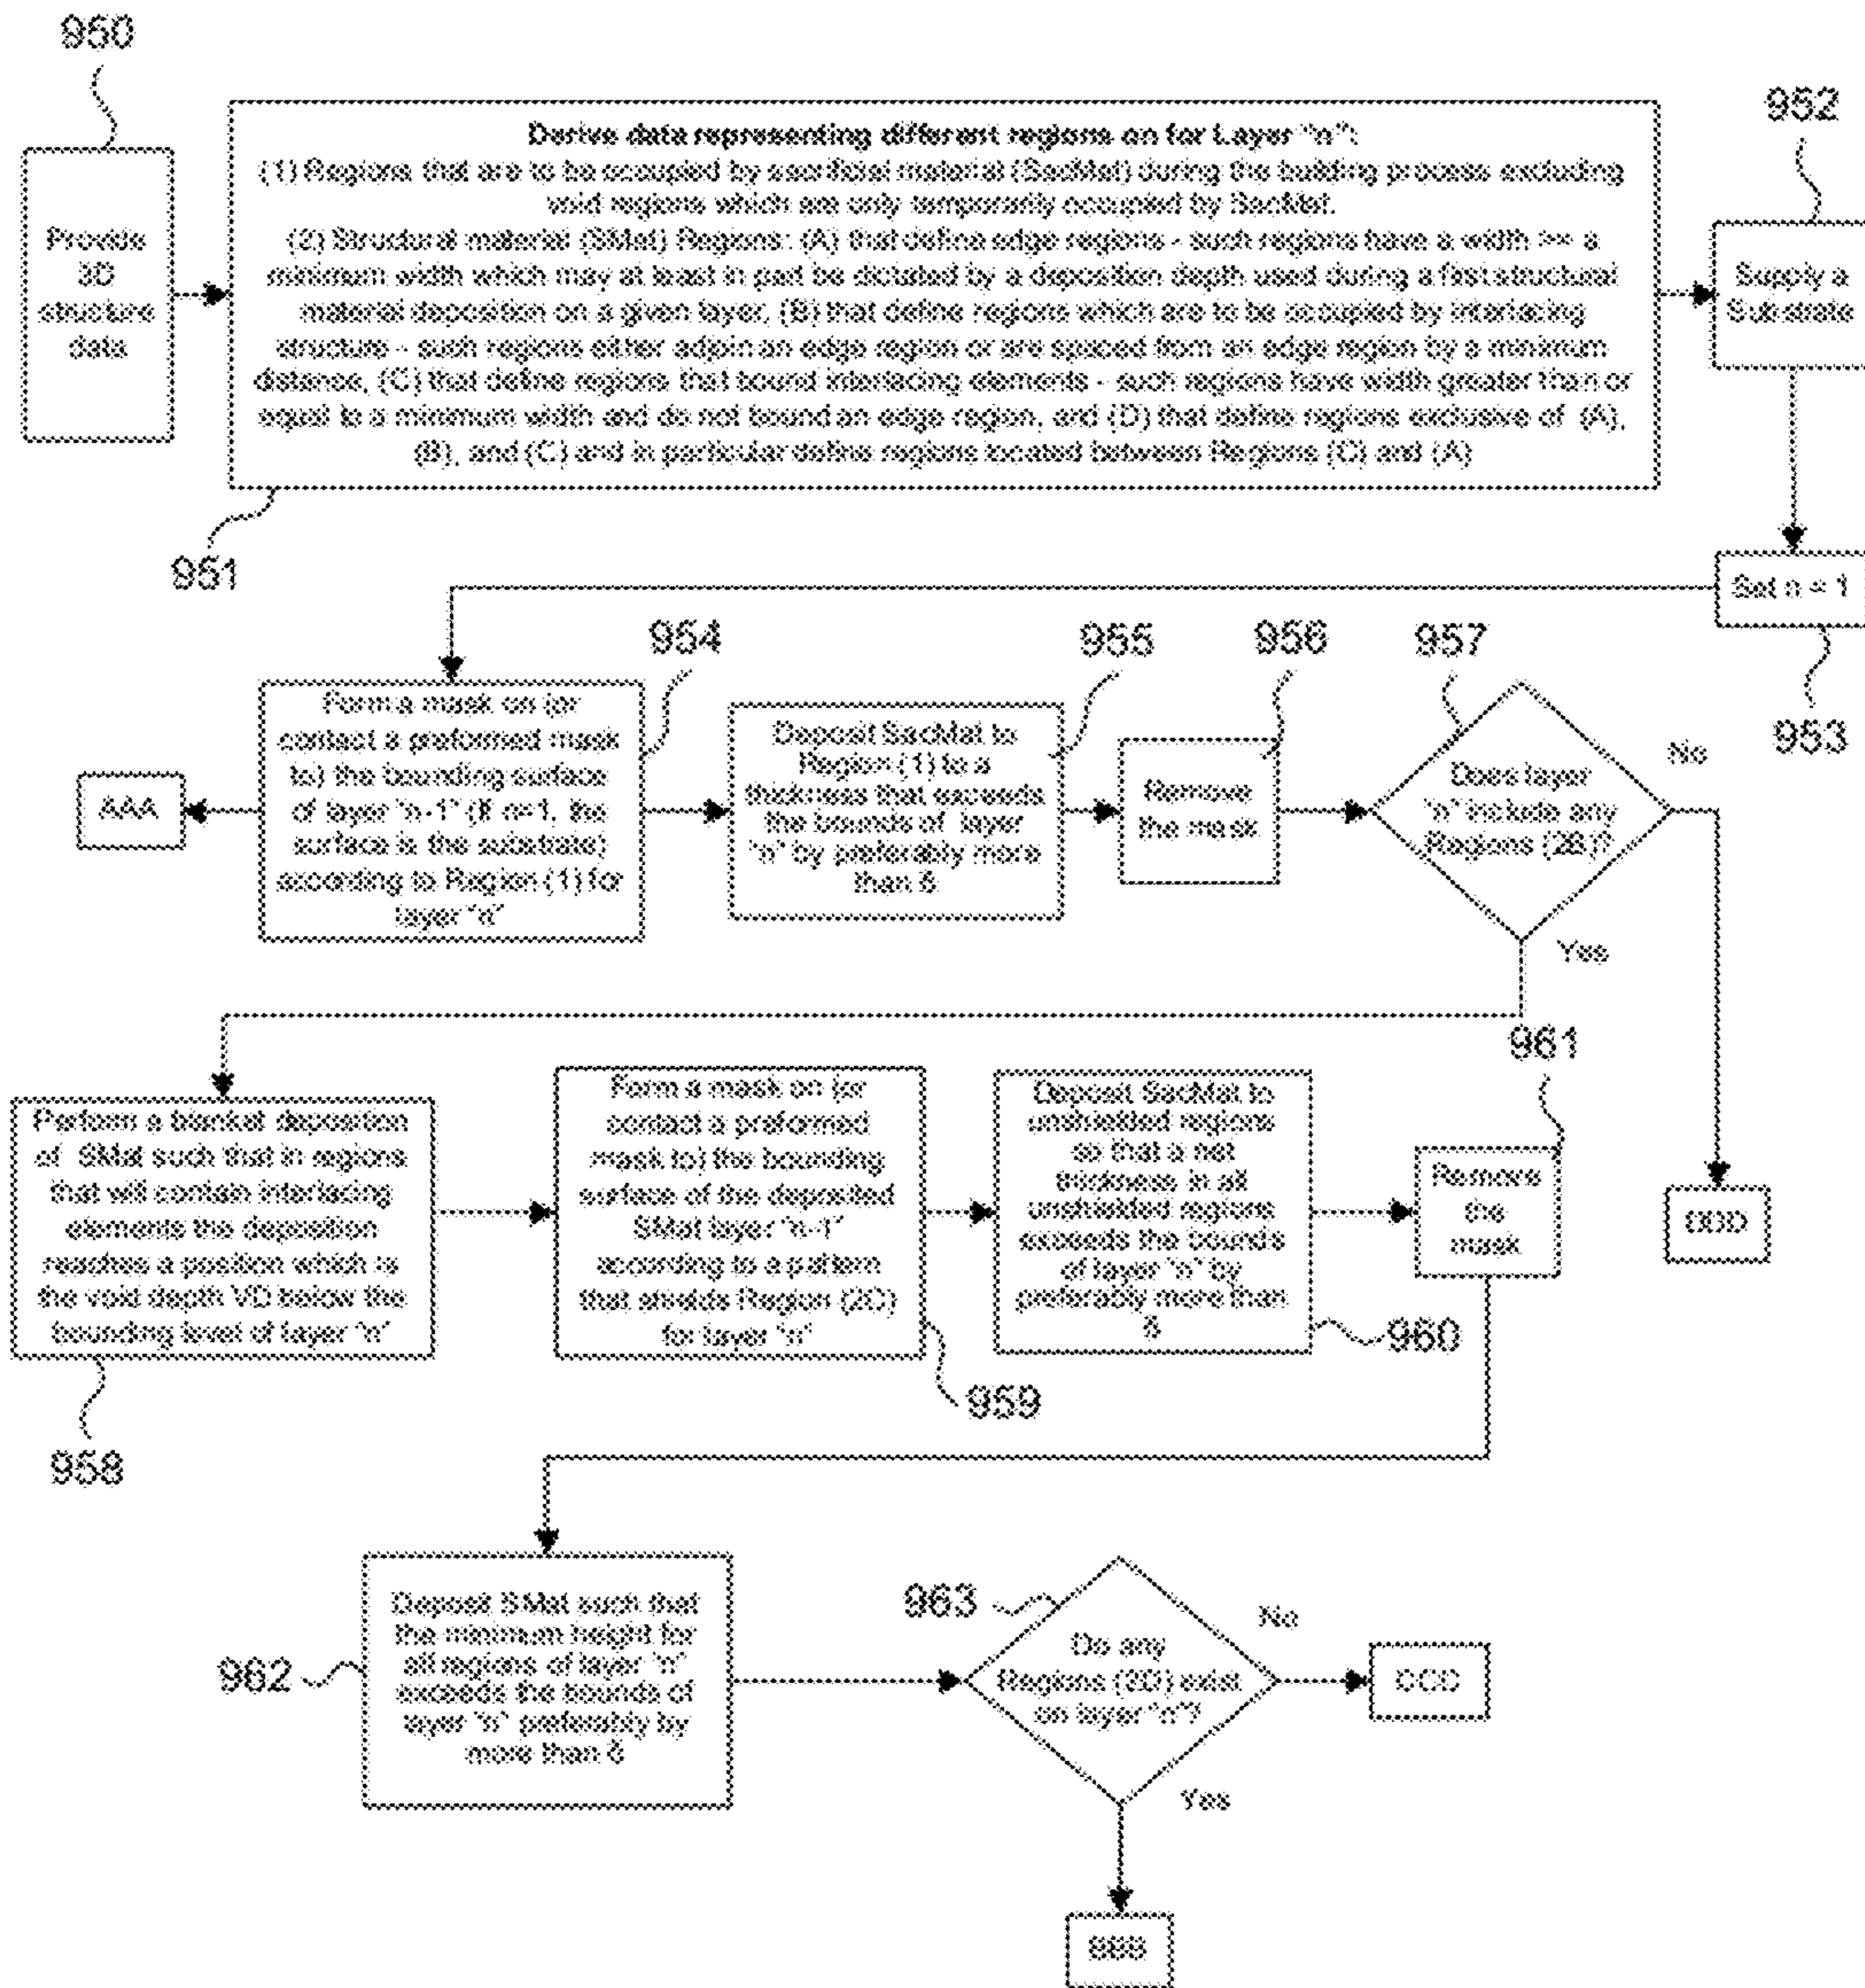 950
952
Derive data representing different regions on for Layer "n":
(1) Regions that are to be occupied by sacrificial material (SacMat) during the building process excluding
void regions which are only temporarily occupied by SacMat.
(2) Structural material (SMat) Regions: (A) that define edge regions - such regions have a width >= a
minimum width which may at least in part be dictated by a deposition depth used during a first structural
material deposition on a given layer, (B) that define regions which are to be occupied by interlacing
structure - such regions either adjoin an edge region or are spaced from an edge region by a minimum
distance, (C) that define regions that bound interlacing elements - such regions have width greater than or
equal to a minimum width and do not bound an edge region, and (D) that define regions exclusive of (A),
(B), and (C) and in particular define regions located between Regions (C) and (A)
Provide
3D
structure
data
Supply a
Substrate
951
Set n = 1
953
954
955
956
957
AAA
Form a mask on (or
contact a preformed mask
to) the bounding surface
of layer "n-1" (if n=1, the
surface is the substrate)
according to Region (1) for
layer "n"
Deposit SacMat to
Region (1) to a
thickness that exceeds
the bounds of layer
"n" by preferably more
than δ
Remove
the mask
Does layer
"n" include any
Regions (2B)?
No
Yes
961
Perform a blanket deposition
of SMat such that in regions
that will contain interlacing
elements the deposition
reaches a position which is
the void depth VD below the
bounding level of layer "n"
Form a mask on (or
contact a preformed
mask to) the bounding
surface of the deposited
SMat layer "n-1"
according to a pattern
that shields Region (2C)
for layer "n"
Deposit SacMat to
unshielded regions
so that a net
thickness in all
unshielded regions
exceeds the bounds
of layer "n" by
preferably more than
δ
Remove
the
mask
DDD
958
959
960
962
Deposit SMat such that
the minimum height for
all regions of layer "n"
exceeds the bounds of
layer "n" preferably by
more than δ
963
Do any
Regions (2D) exist
on layer "n"?
No
Yes
CCC
BBB